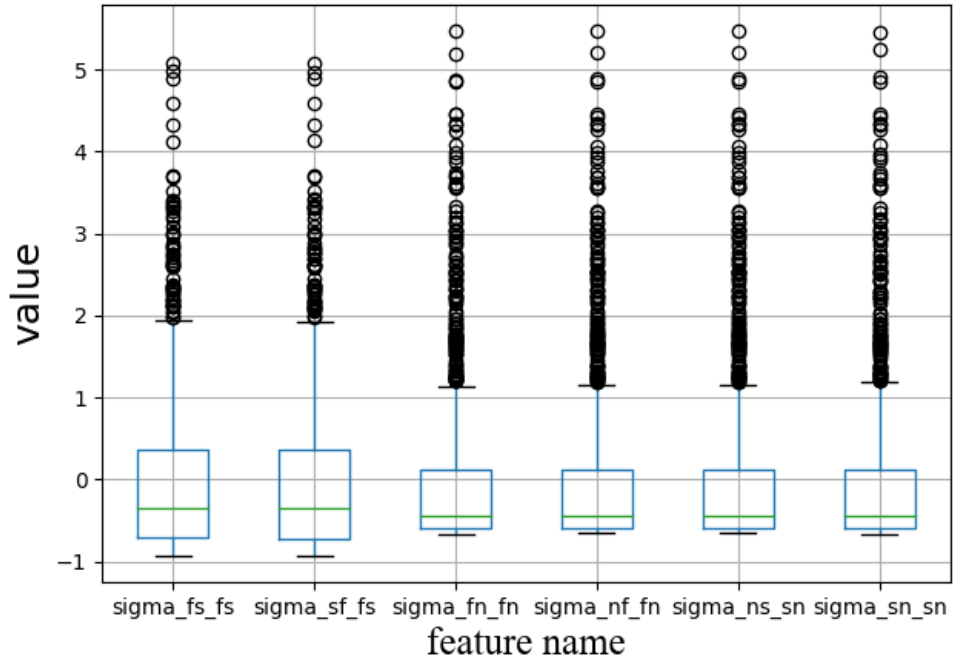 5
4
3
2
1
0
−1
value
sigma_fs_fs sigma_sf_fs sigma_fn_fn sigma_nf_fn sigma_ns_sn sigma_sn_sn
feature name